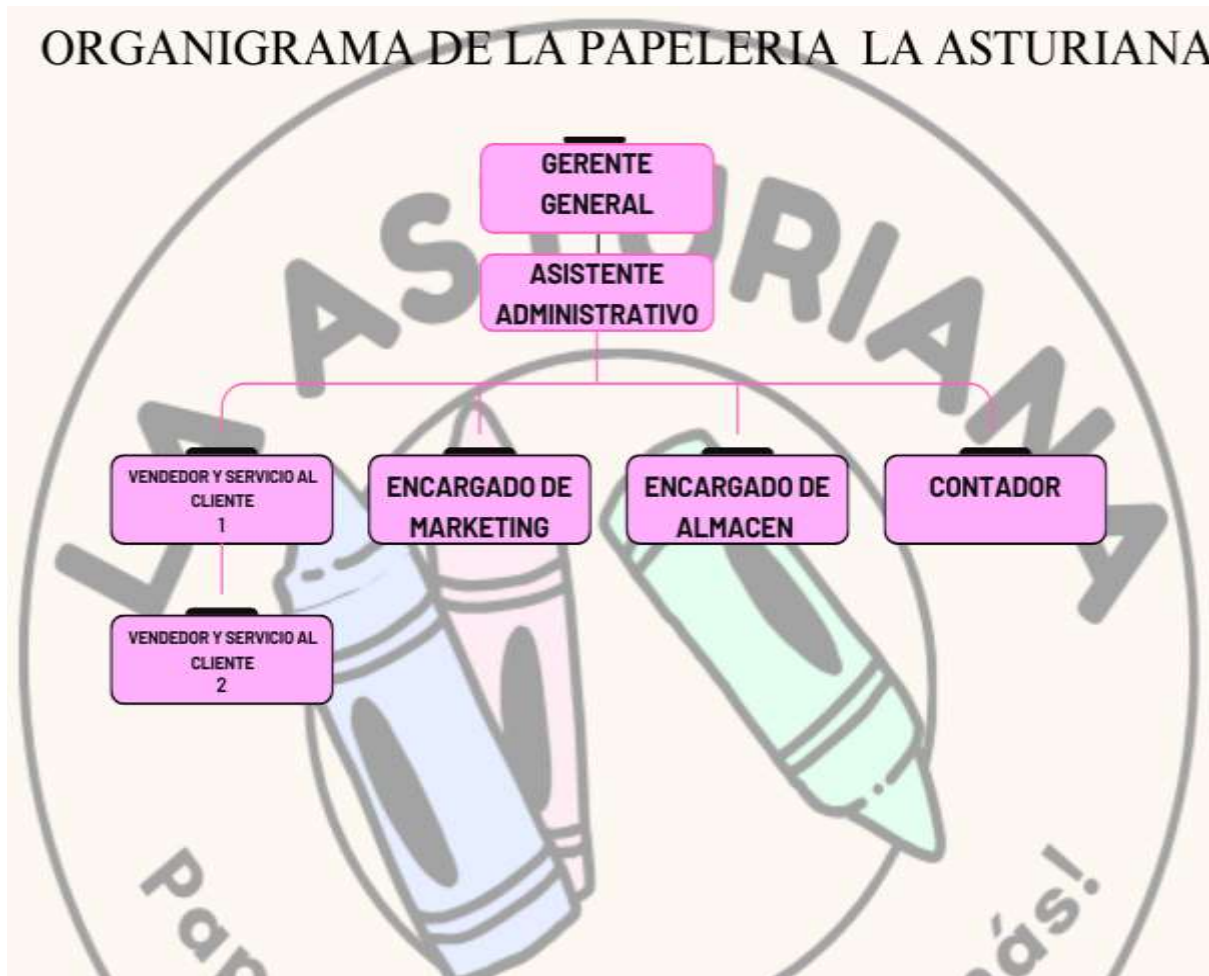 ORGANIGRAMA DE LA PAPELERIA LA ASTURIANA
GERENTE
GENERAL
ASISTENTE
ADMINISTRATIVO
VENDEDOR Y SERVICIO AL
CLIENTE
1
ENCARGADO DE
MARKETING
ENCARGADO DE
ALMACEN
CONTADOR
VENDEDOR Y SERVICIO AL
CLIENTE
2
LA ASTURIANA